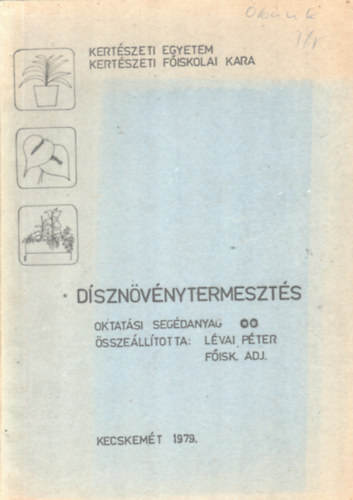 KERTÉSZETI EGYETEM
KERTÉSZETI FŐISKOLAI KARA
DÍSZNÖVÉNYTERMESZTÉS
OKTATÁSI SEGÉDANYAG
ÖSSZEÁLLÍTOTTA: LÉVAI PÉTER
FŐISK. ADJ.
KECSKEMÉT 1979.